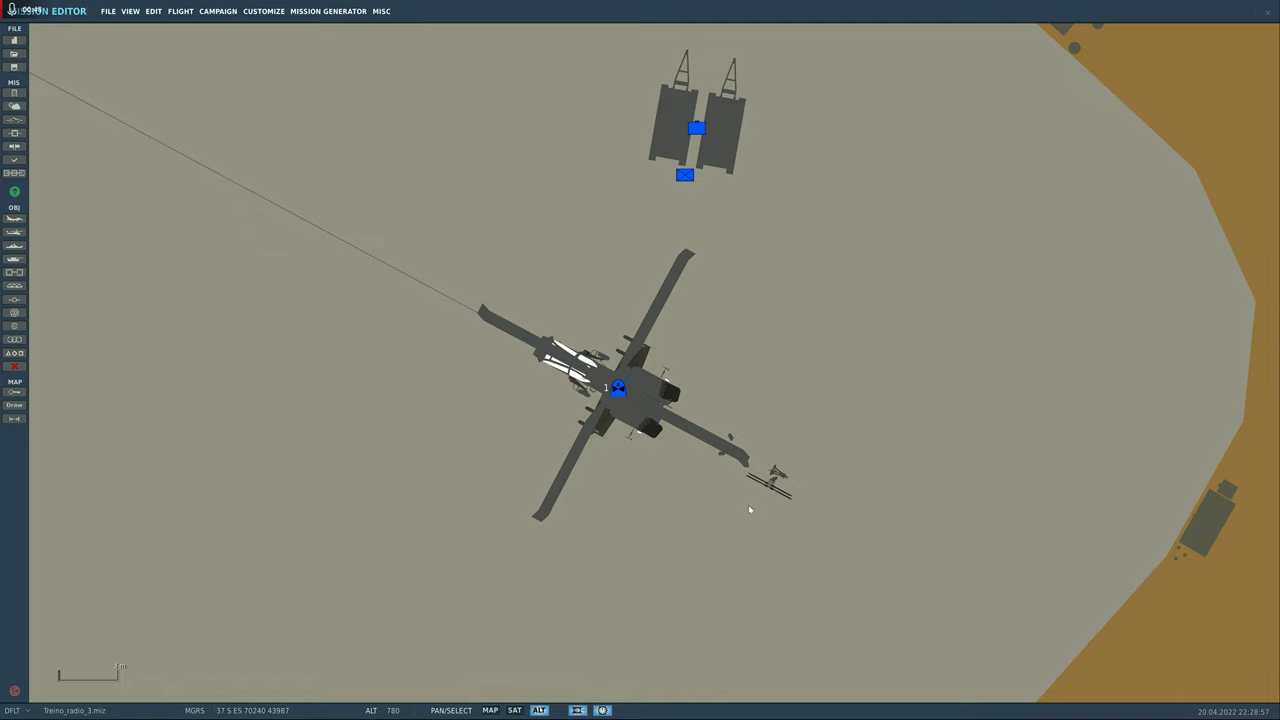 MISSION EDITOR FILE VIEW EDIT FLIGHT CAMPAIGN CUSTOMIZE MISSION GENERATOR MISC
FILE
MIS
OBJ
MAP
Draw
1
3 m
DFLT Treino_radio_3.miz MGRS 37 S ES 70240 43987 ALT 780 PAN/SELECT MAP SAT ALT 20.04.2022 22:28:57